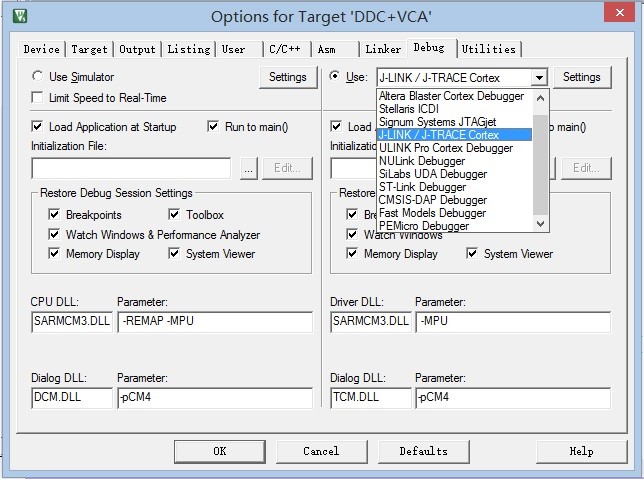 Options for Target 'DDC+VCA'
Device Target Output Listing User C/C++ Asm Linker Debug Utilities
Use Simulator Settings Use: J-LINK / J-TRACE Cortex Settings
Limit Speed to Real-Time
Altera Blaster Cortex Debugger
Stellaris ICDI
Signum Systems JTAGjet
J-LINK / J-TRACE Cortex
ULINK Pro Cortex Debugger
NULink Debugger
SiLabs UDA Debugger
ST-Link Debugger
CMSIS-DAP Debugger
Fast Models Debugger
PEMicro Debugger
Load Application at Startup Run to main() Load main()
Initialization File:
... Edit... Edit...
Restore Debug Session Settings
Breakpoints Toolbox
Watch Windows & Performance Analyzer Watch Windows
Memory Display System Viewer Memory Display System Viewer
CPU DLL: Parameter: Driver DLL: Parameter:
SARMCM3.DLL -REMAP -MPU SARMCM3.DLL -MPU
Dialog DLL: Parameter: Dialog DLL: Parameter:
DCM.DLL -pCM4 TCM.DLL -pCM4
OK Cancel Defaults Help